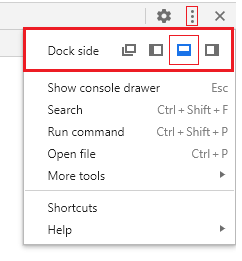 Dock side
Show console drawer Esc
Search Ctrl + Shift + F
Run command Ctrl + Shift + P
Open file Ctrl + P
More tools
Shortcuts
Help